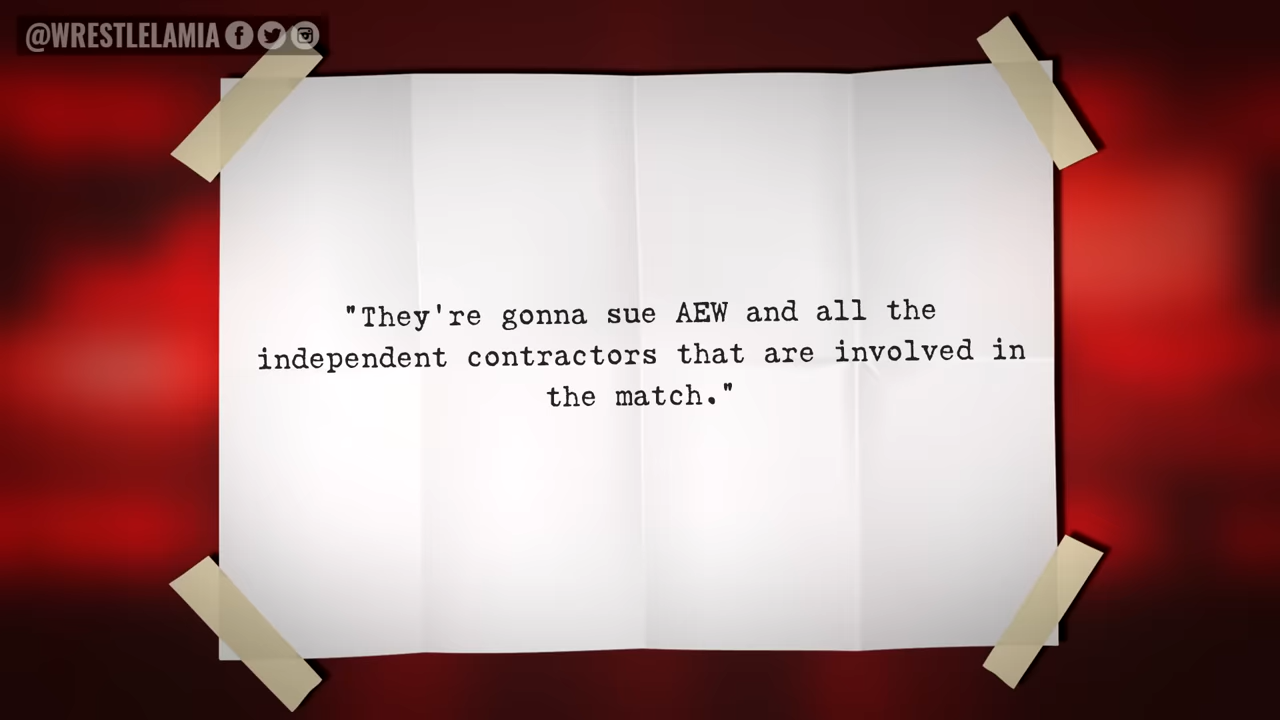 @WRESTLELAMIA
"They're gonna sue AEW and all the
independent contractors that are involved in
the match."